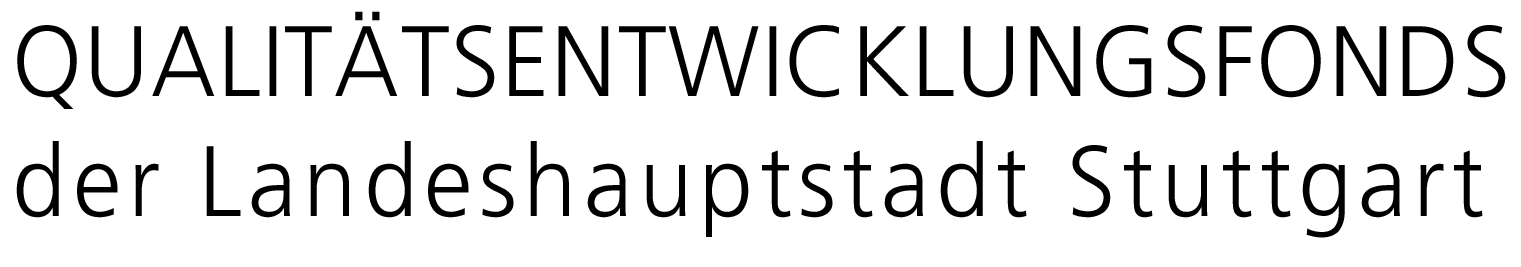 QUALITÄTSENTWICKLUNGSFONDS
der Landeshauptstadt Stuttgart